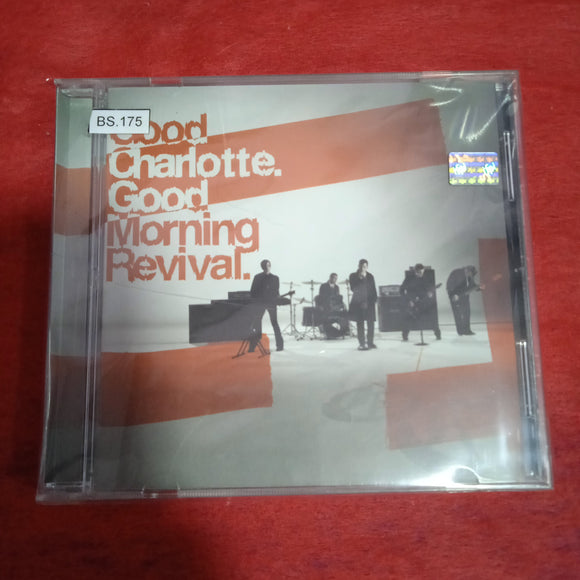 BS.175
Good
Charlotte.
Good
Morning
Revival.